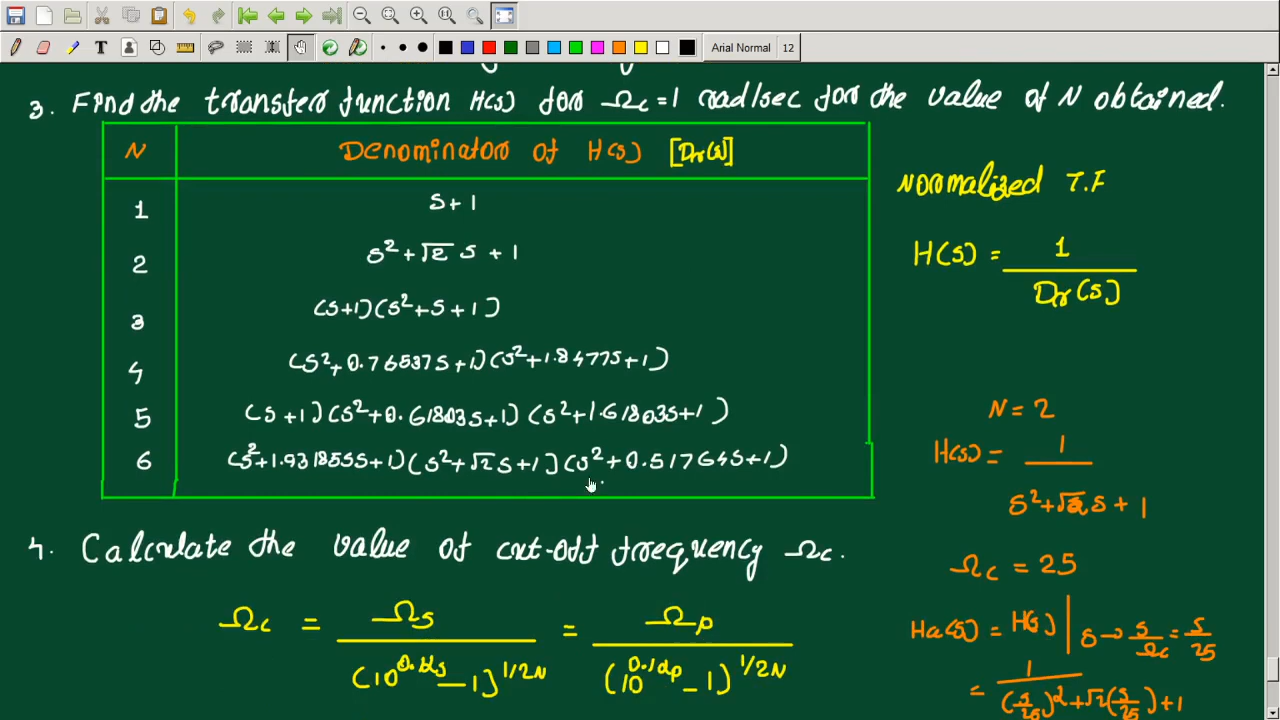 Arial Normal 12
3. Find the transfer function H(s) for Ωc=1 rad/sec for the value of N obtained.
N Denominator of H(s) [Dr(s)]
1 s+1
2 s²+√2 s+1
3 (s+1)(s²+s+1)
4 (s²+0.76537s+1)(s²+1.8477s+1)
5 (s+1)(s²+0.61803s+1)(s²+1.61803s+1)
6 (s²+1.931855s+1)(s²+√2s+1)(s²+0.51764s+1)
Normalized T.F
H(s) = 1 / Dr(s)
N=2
H(s) = 1 / s²+√2s+1
Ωc = 25
Ha(s) = H(s)| s→ s/Ωc = s/25
= 1 / (s/25)²+√2(s/25)+1
4. Calculate the value of cut-off frequency Ωc.
Ωc = Ωs / (10^0.1αs −1)^1/2N = Ωp / (10^0.1αp −1)^1/2N